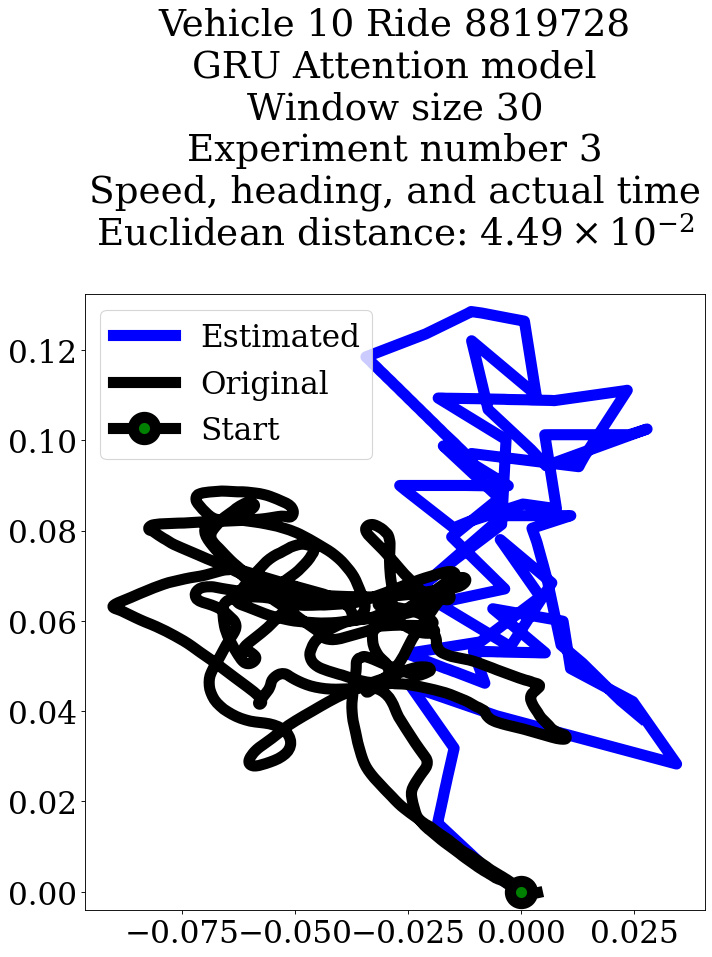 Vehicle 10 Ride 8819728
GRU Attention model
Window size 30
Experiment number 3
Speed, heading, and actual time
Euclidean distance: 4.49 × 10⁻²
Estimated
Original
Start
0.12
0.10
0.08
0.06
0.04
0.02
0.00
−0.075 −0.050 −0.025 0.000 0.025